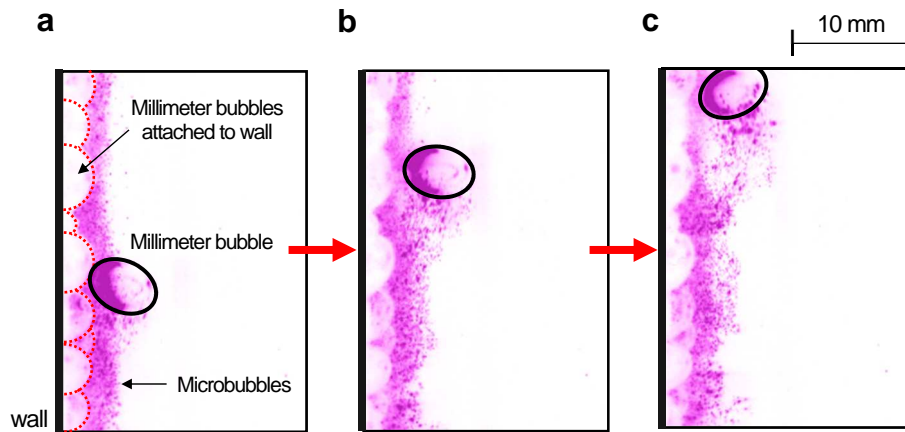 a
b
c
10 mm
Millimeter bubbles
attached to wall
Millimeter bubble
Microbubbles
wall